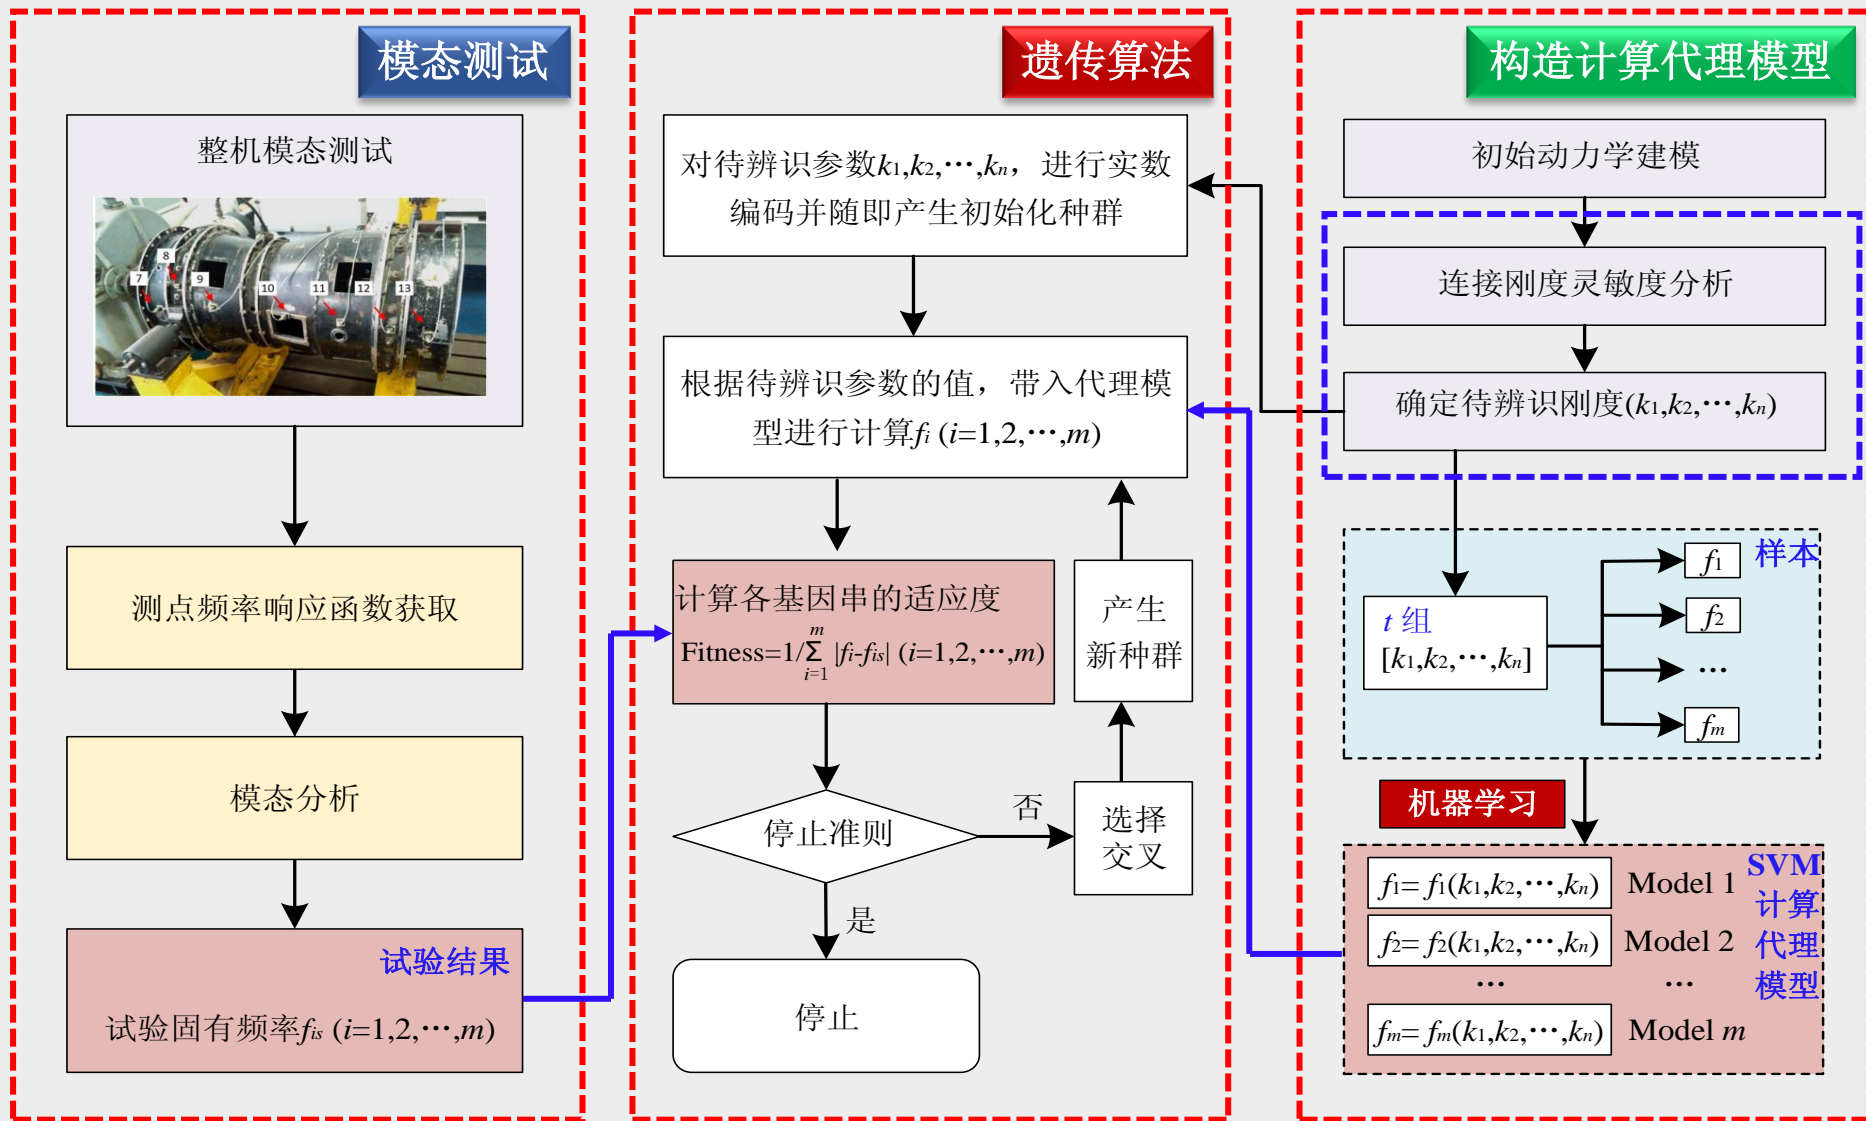 模态测试
整机模态测试
7
8
9
10
11
12
13
测点频率响应函数获取
模态分析
试验结果
试验固有频率fis (i=1,2,⋯,m)
遗传算法
对待辨识参数k1,k2,⋯,kn，进行实数
编码并随即产生初始化种群
根据待辨识参数的值，带入代理模
型进行计算fi (i=1,2,⋯,m)
计算各基因串的适应度
m
Fitness=1/Σ |fi-fis| (i=1,2,⋯,m)
i=1
产生
新种群
停止准则
否
选择
交叉
是
停止
构造计算代理模型
初始动力学建模
连接刚度灵敏度分析
确定待辨识刚度(k1,k2,⋯,kn)
样本
t 组
[k1,k2,⋯,kn]
f1
f2
⋯
fm
机器学习
SVM
计算
代理
模型
f1= f1(k1,k2,⋯,kn) Model 1
f2= f2(k1,k2,⋯,kn) Model 2
⋯ ⋯
fm= fm(k1,k2,⋯,kn) Model m